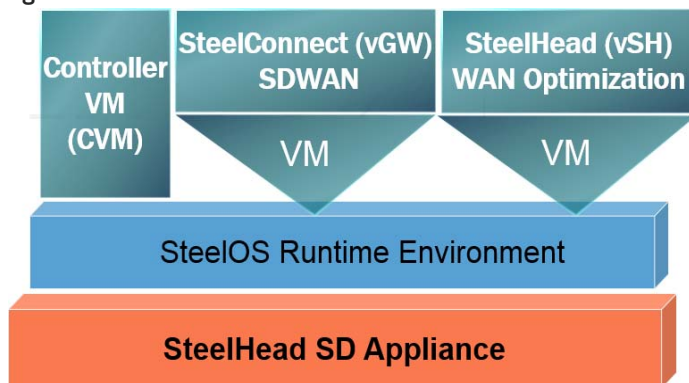 Controller
VM
(CVM)
SteelConnect (vGW)
SDWAN
SteelHead (vSH)
WAN Optimization
VM
VM
SteelOS Runtime Environment
SteelHead SD Appliance